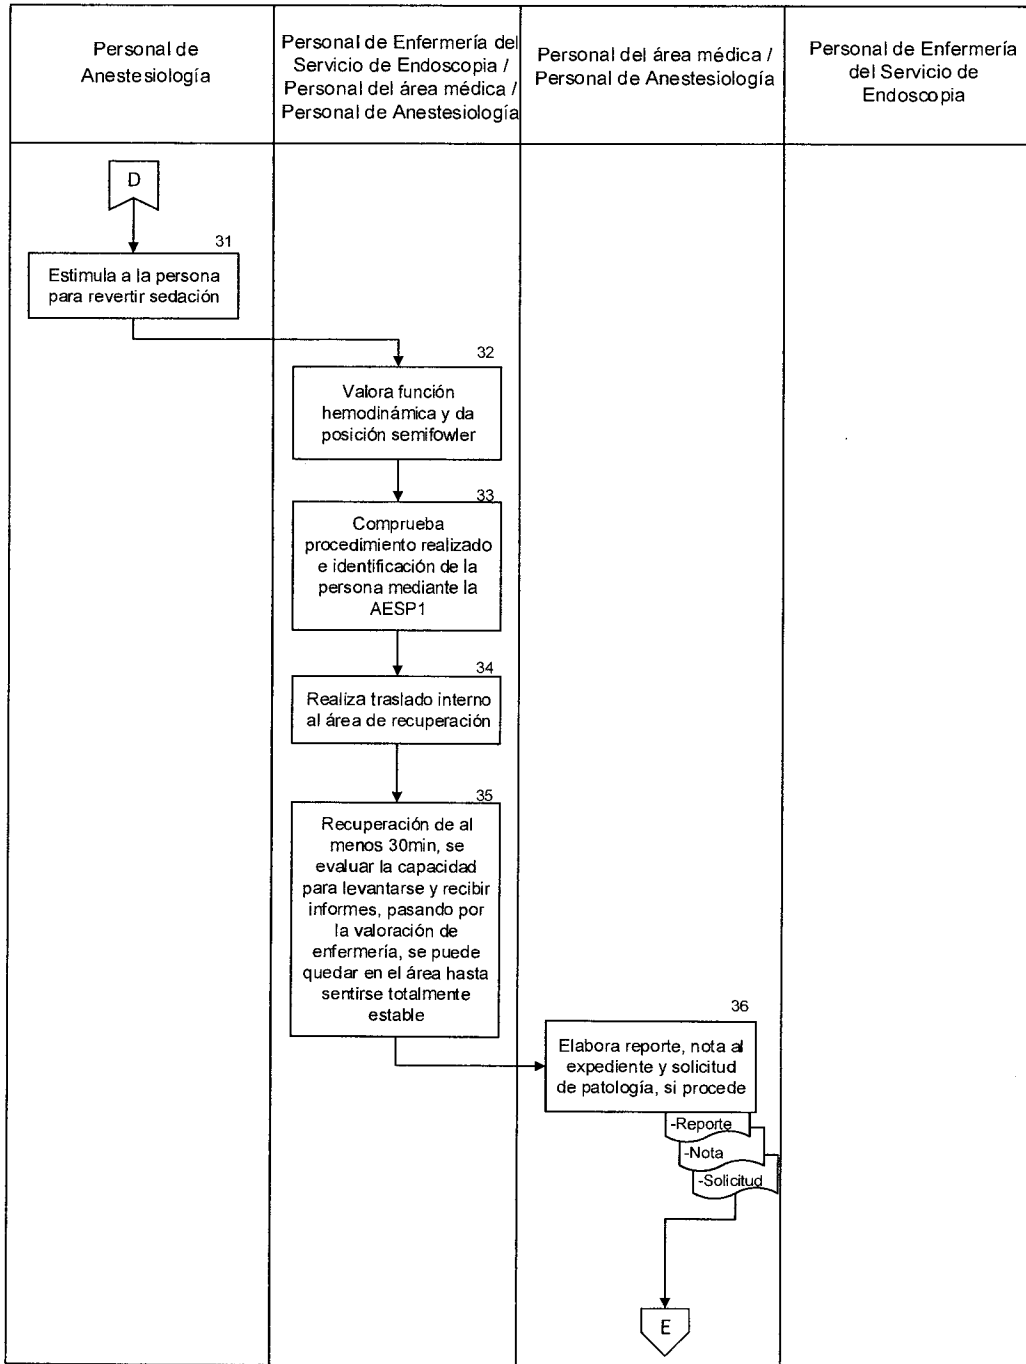 Personal de
Anestesiología
Personal de Enfermería del
Servicio de Endoscopia /
Personal del área médica /
Personal de Anestesiología
Personal del área médica /
Personal de Anestesiología
Personal de Enfermería
del Servicio de
Endoscopia
D
31
Estimula a la persona
para revertir sedación
32
Valora función
hemodinámica y da
posición semifowler
33
Comprueba
procedimiento realizado
e identificación de la
persona mediante la
AESP1
34
Realiza traslado interno
al área de recuperación
35
Recuperación de al
menos 30min, se
evaluar la capacidad
para levantarse y recibir
informes, pasando por
la valoración de
enfermería, se puede
quedar en el área hasta
sentirse totalmente
estable
36
Elabora reporte, nota al
expediente y solicitud
de patología, si procede
-Reporte
-Nota
-Solicitud
E